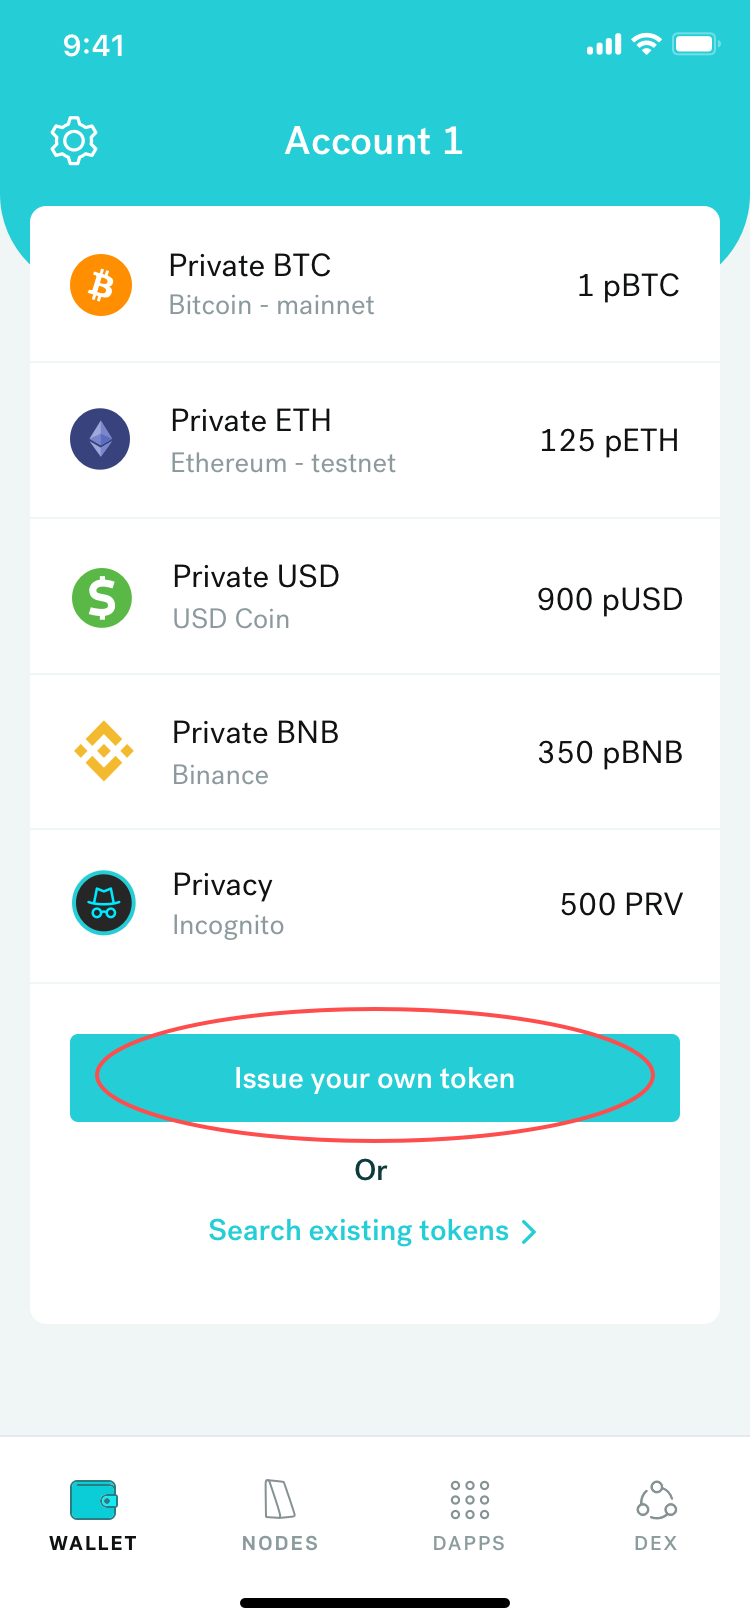 9:41
Account 1
Private BTC
Bitcoin - mainnet
1 pBTC
Private ETH
Ethereum - testnet
125 pETH
Private USD
USD Coin
900 pUSD
Private BNB
Binance
350 pBNB
Privacy
Incognito
500 PRV
Issue your own token
Or
Search existing tokens
WALLET
NODES
DAPPS
DEX